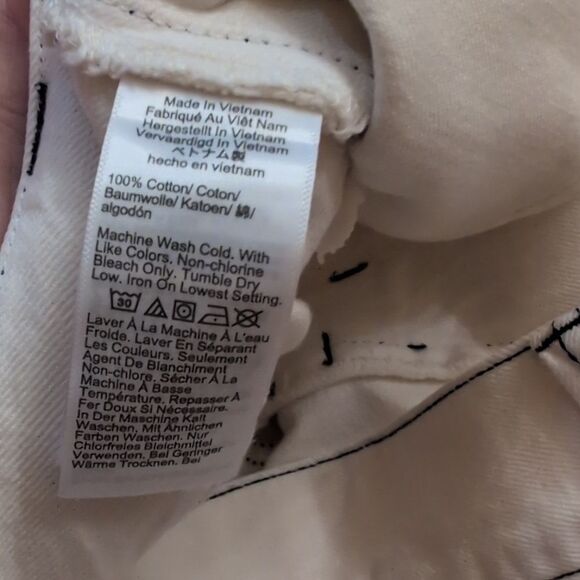 Made In Vietnam
Fabriqué Au Viêt Nam
Hergestellt In Vietnam
Vervaardigd In Vietnam
ベトナム製
hecho en vietnam
100% Cotton/ Coton/
Baumwolle/ Katoen/ 綿/
algodón
Machine Wash Cold. With
Like Colors. Non-chlorine
Bleach Only. Tumble Dry
Low. Iron On Lowest Setting.
30
Laver À La Machine À L'eau
Froide. Laver En Séparant
Les Couleurs. Seulement
Agent De Blanchiment
Non-chlore. Sécher À La
Machine À Basse
Température. Repasser À
Fer Doux Si Nécessaire.
In Der Maschine Kalt
Waschen. Mit Ähnlichen
Farben Waschen. Nur
Chlorfreies Bleichmittel
Verwenden. Bei Geringer
Wärme Trocknen. Bei